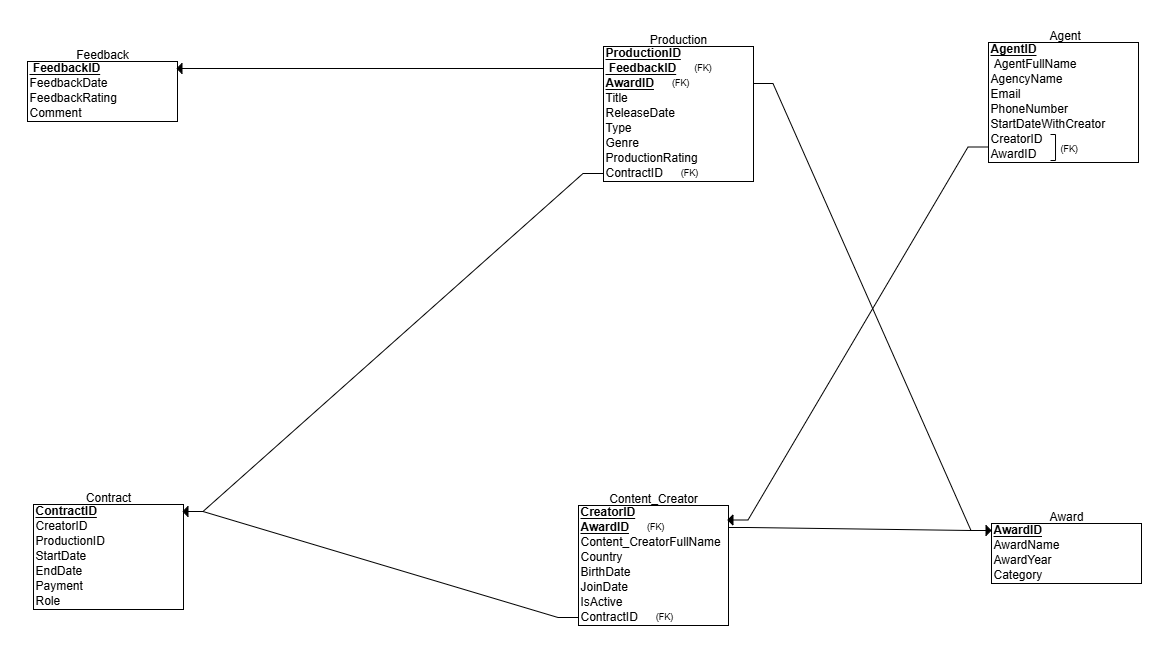 Feedback
FeedbackID
FeedbackDate
FeedbackRating
Comment
Production
ProductionID
FeedbackID (FK)
AwardID (FK)
Title
ReleaseDate
Type
Genre
ProductionRating
ContractID (FK)
Agent
AgentID
AgentFullName
AgencyName
Email
PhoneNumber
StartDateWithCreator
CreatorID
AwardID
(FK)
Contract
ContractID
CreatorID
ProductionID
StartDate
EndDate
Payment
Role
Content_Creator
CreatorID
AwardID (FK)
Content_CreatorFullName
Country
BirthDate
JoinDate
IsActive
ContractID (FK)
Award
AwardID
AwardName
AwardYear
Category